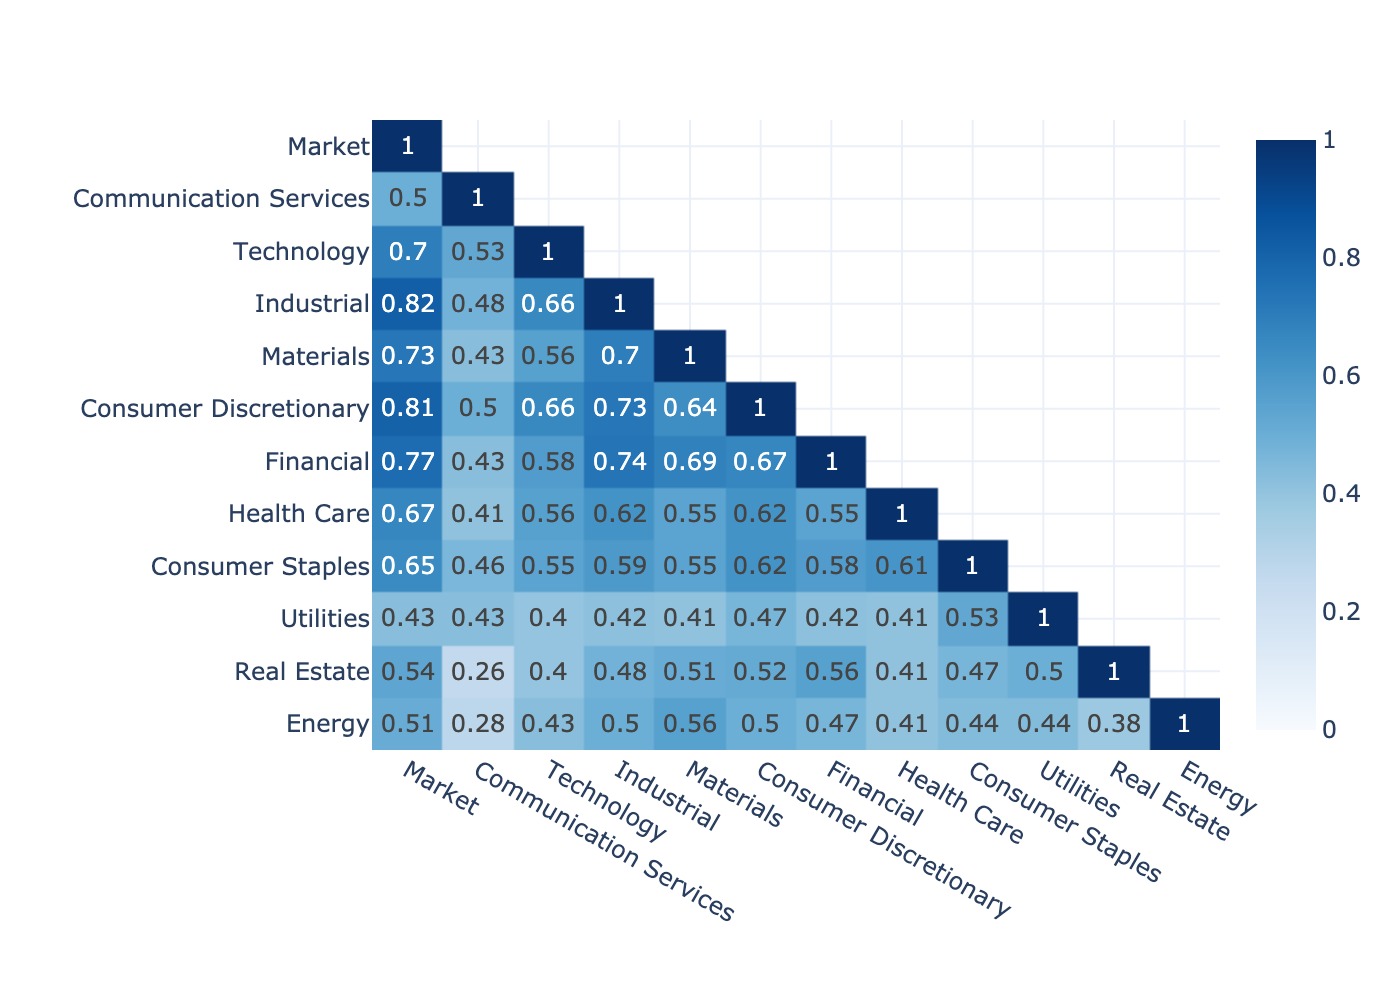 Market 1
Communication Services 0.5 1
Technology 0.7 0.53 1
Industrial 0.82 0.48 0.66 1
Materials 0.73 0.43 0.56 0.7 1
Consumer Discretionary 0.81 0.5 0.66 0.73 0.64 1
Financial 0.77 0.43 0.58 0.74 0.69 0.67 1
Health Care 0.67 0.41 0.56 0.62 0.55 0.62 0.55 1
Consumer Staples 0.65 0.46 0.55 0.59 0.55 0.62 0.58 0.61 1
Utilities 0.43 0.43 0.4 0.42 0.41 0.47 0.42 0.41 0.53 1
Real Estate 0.54 0.26 0.4 0.48 0.51 0.52 0.56 0.41 0.47 0.5 1
Energy 0.51 0.28 0.43 0.5 0.56 0.5 0.47 0.41 0.44 0.44 0.38 1
Market
Communication Services
Technology
Industrial
Materials
Consumer Discretionary
Financial
Health Care
Consumer Staples
Utilities
Real Estate
Energy
1
0.8
0.6
0.4
0.2
0